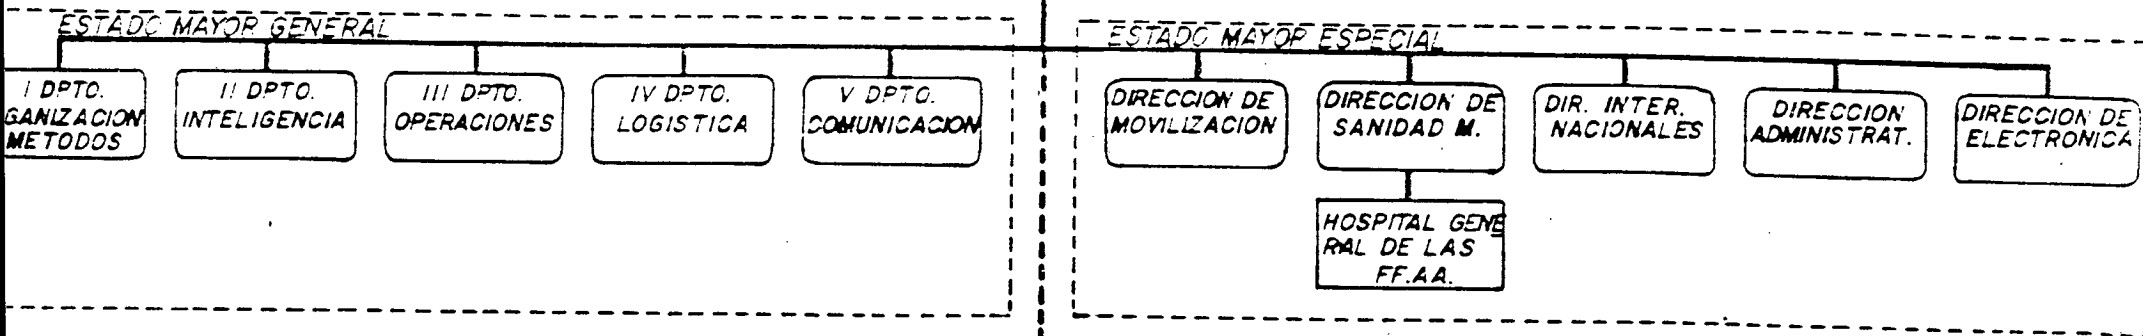 ESTADO MAYOR GENERAL
I DPTO.
GANIZACION
METODOS
II DPTO.
INTELIGENCIA
III DPTO.
OPERACIONES
IV DPTO.
LOGISTICA
V DPTO.
COMUNICACION
ESTADO MAYOR ESPECIAL
DIRECCION DE
MOVILIZACION
DIRECCION DE
SANIDAD M.
HOSPITAL GENE
RAL DE LAS
FF.AA.
DIR. INTER.
NACIONALES
DIRECCION
ADMINISTRAT.
DIRECCION DE
ELECTRONICA